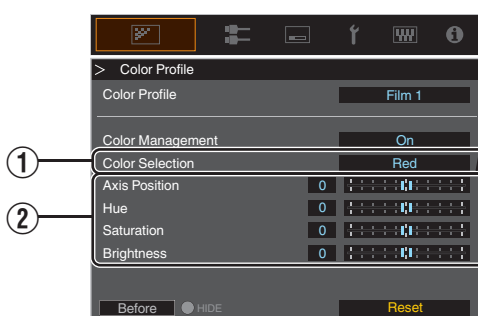 > Color Profile
Color Profile Film 1
Color Management On
① Color Selection Red
② Axis Position 0
Hue 0
Saturation 0
Brightness 0
Before HIDE Reset